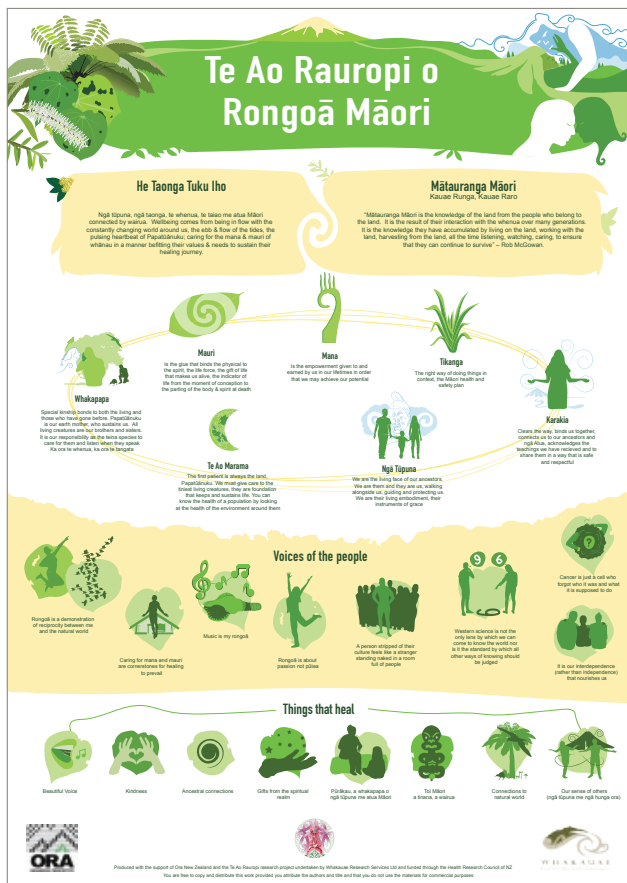 Te Ao Rauropi o
Rongoā Māori
He Taonga Tuku Iho
Ngā tūpuna, ngā taonga, te whenua, te taiao me atua Māori
connected by wairua. Wellbeing comes from being in flow with the
constantly changing world around us, the ebb & flow of the tides, the
pulsing heartbeat of Papatūānuku; caring for the mana & mauri of
whānau in a manner befitting their values & needs to sustain their
healing journey.
Mātauranga Māori
Kauae Runga, Kauae Raro
"Mātauranga Māori is the knowledge of the land from the people who belong to
the land. It is the result of their interaction with the whenua over many generations.
It is the knowledge they have accumulated by living on the land, working with the
land, harvesting from the land, all the time listening, watching, caring, to ensure
that they can continue to survive" – Rob McGowan.
Whakapapa
Special kinship bonds to both the living and
those who have gone before. Papatūānuku
is our earth mother, who sustains us. All
living creatures are our brothers and sisters.
It is our responsibility as the teina species to
care for them and listen when they speak
Ka ora te whenua, ka ora te tangata
Mauri
Is the glue that binds the physical to
the spirit, the life force, the gift of life
that makes us alive, the indicator of
life from the moment of conception to
the parting of the body & spirit at death
Mana
Is the empowerment given to and
earned by us in our lifetimes in order
that we may achieve our potential
Tikanga
The right way of doing things in
context, the Māori health and
safety plan
Karakia
Clears the way, binds us together,
connects us to our ancestors and
ngā Atua, acknowledges the
teachings we have recieved and to
share them in a way that is safe
and respectful
Te Ao Marama
The first patient is always the land,
Papatūānuku. We must give care to the
tiniest living creatures, they are foundation
that keeps and sustains life. You can
know the health of a population by looking
at the health of the environment around them
Ngā Tūpuna
We are the living face of our ancestors,
We are them and they are us, walking
alongside us, guiding and protecting us.
We are their living embodiment, their
instruments of grace
Voices of the people
Rongoā is a demonstration
of reciprocity between me
and the natural world
Caring for mana and mauri
are cornerstones for healing
to prevail
Music is my rongoā
Rongoā is about
passion not pūtea
A person stripped of their
culture feels like a stranger
standing naked in a room
full of people
9 6
Western science is not the
only lens by which we can
come to know the world nor
is it the standard by which all
other ways of knowing should
be judged
?
Cancer is just a cell who
forgot who it was and what
it is supposed to do
It is our interdependence
(rather than independence)
that nourishes us
Things that heal
Beautiful Voice
Kindness
Ancestral connections
Gifts from the spiritual
realm
Pūrākau, a whakapapa o
ngā tūpuna me atua Māori
Toi Māori
a tinana, a wairua
Connections to
natural world
Our sense of others
(ngā tūpuna me ngā hunga ora)
ORA
WHAKAUAE
Produced with the support of Ora New Zealand and the Te Ao Rauropi research project undertaken by Whakauae Research Services Ltd and funded through the Health Research Council of NZ
You are free to copy and distribute this work provided you attribute the authors and title and that you do not use the materials for commercial purposes